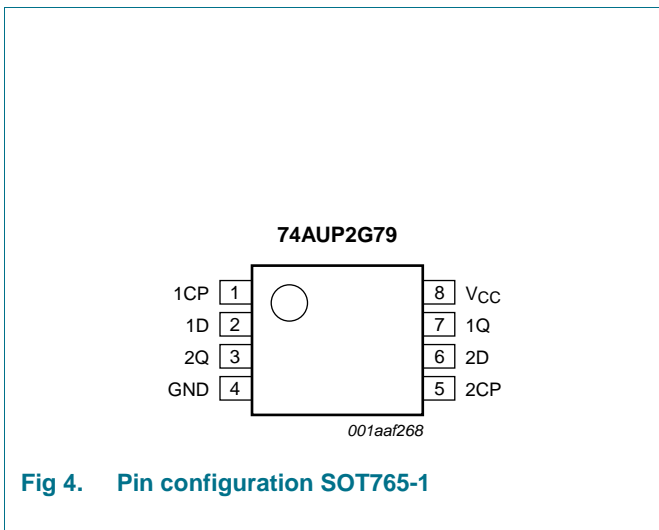 74AUP2G79
1CP 1 8 VCC
1D 2 7 1Q
2Q 3 6 2D
GND 4 5 2CP
001aaf268
Fig 4. Pin configuration SOT765-1